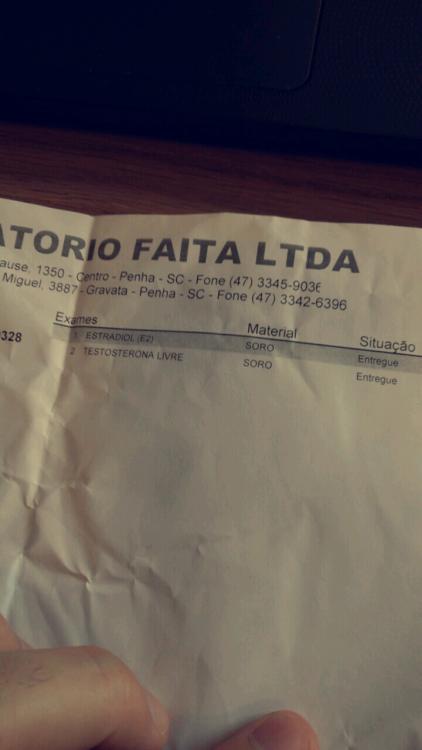 ATORIO FAITA LTDA
ause, 1350 - Centro - Penha - SC - Fone (47) 3345-9036
Miguel, 3887 - Gravata - Penha - SC - Fone (47) 3342-6396
Exames Material Situação
328
1 ESTRADIOL (E2) SORO Entregue
2 TESTOSTERONA LIVRE SORO Entregue